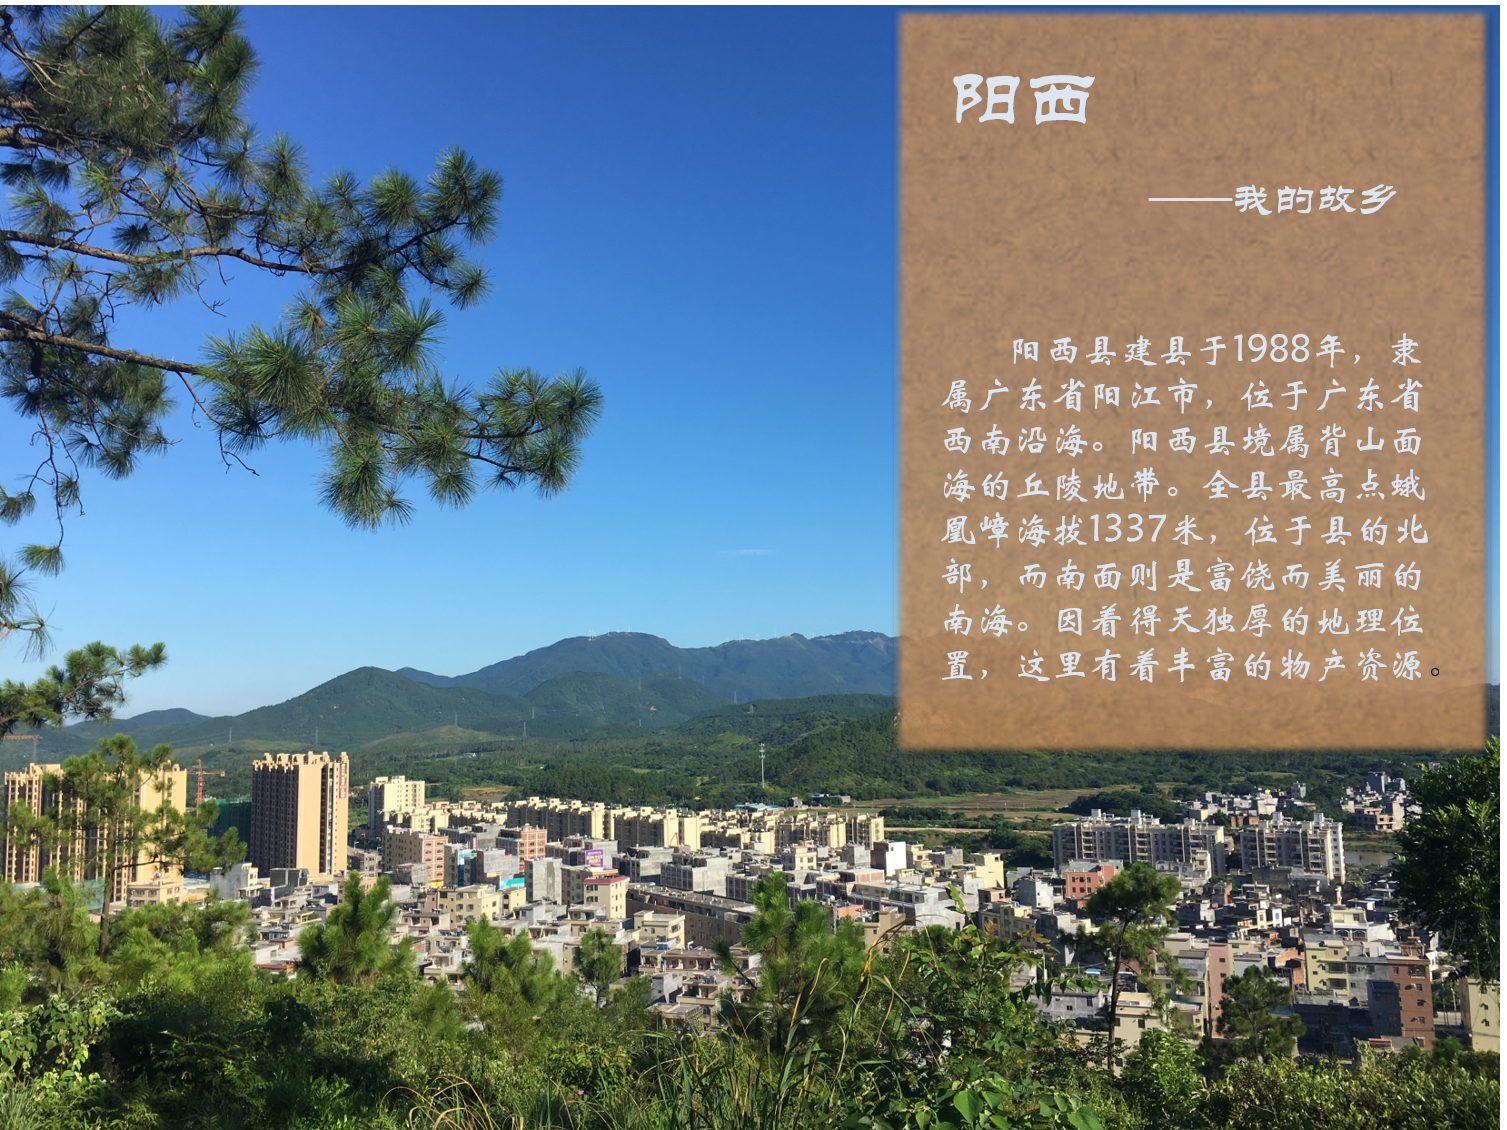 阳西
——我的故乡
阳西县建县于1988年，隶
属广东省阳江市，位于广东省
西南沿海。阳西县境属背山面
海的丘陵地带。全县最高点蛾
凰嶂海拔1337米，位于县的北
部，而南面则是富饶而美丽的
南海。因着得天独厚的地理位
置，这里有着丰富的物产资源。